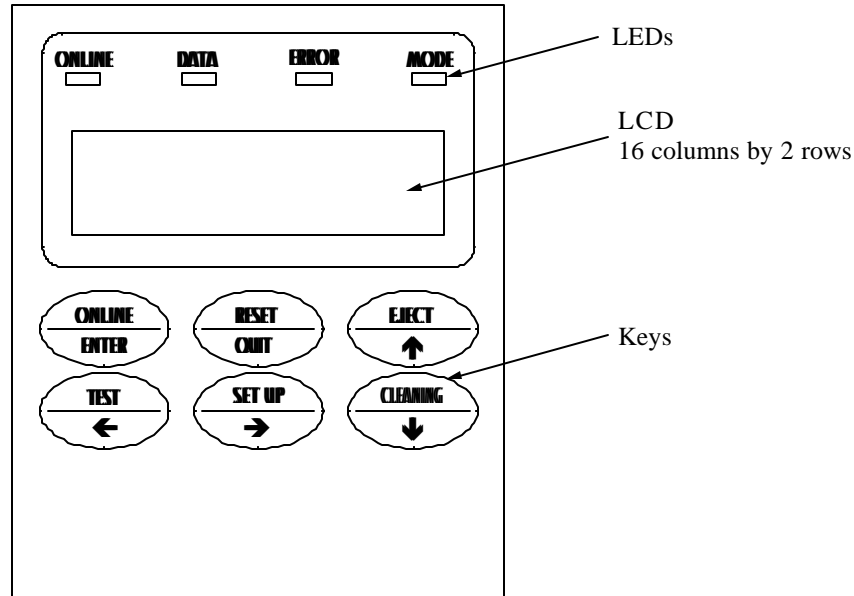 ONLINE DATA ERROR MODE
LEDs
LCD
16 columns by 2 rows
ONLINE RESET EJECT
ENTER QUIT ↑
TEST SET UP CLEANING
← → ↓
Keys